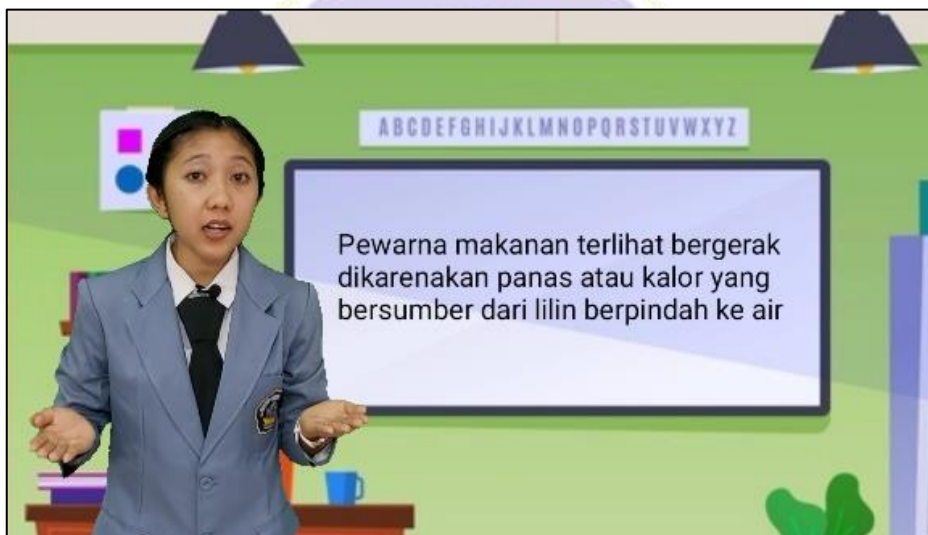 ABCDEFGHIJKLMNOPQRSTUVWXYZ
Pewarna makanan terlihat bergerak
dikarenakan panas atau kalor yang
bersumber dari lilin berpindah ke air